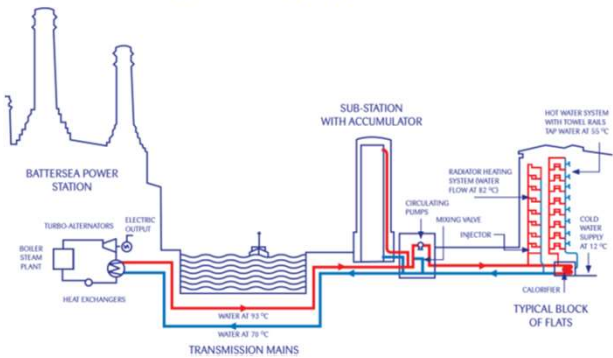 SUB-STATION
WITH ACCUMULATOR
HOT WATER SYSTEM
WITH TOWEL RAILS
TAP WATER AT 55 °C
BATTERSEA POWER
STATION
RADIATOR HEATING
SYSTEM (WATER
FLOW AT 82 °C)
CIRCULATING
PUMPS
MIXING VALVE
INJECTOR
COLD
WATER
SUPPLY
AT 12 °C
TURBO-ALTERNATORS
ELECTRIC
OUTPUT
BOILER
STEAM
PLANT
HEAT EXCHANGERS
CALORIFIER
TYPICAL BLOCK
OF FLATS
WATER AT 93 °C
WATER AT 70 °C
TRANSMISSION MAINS